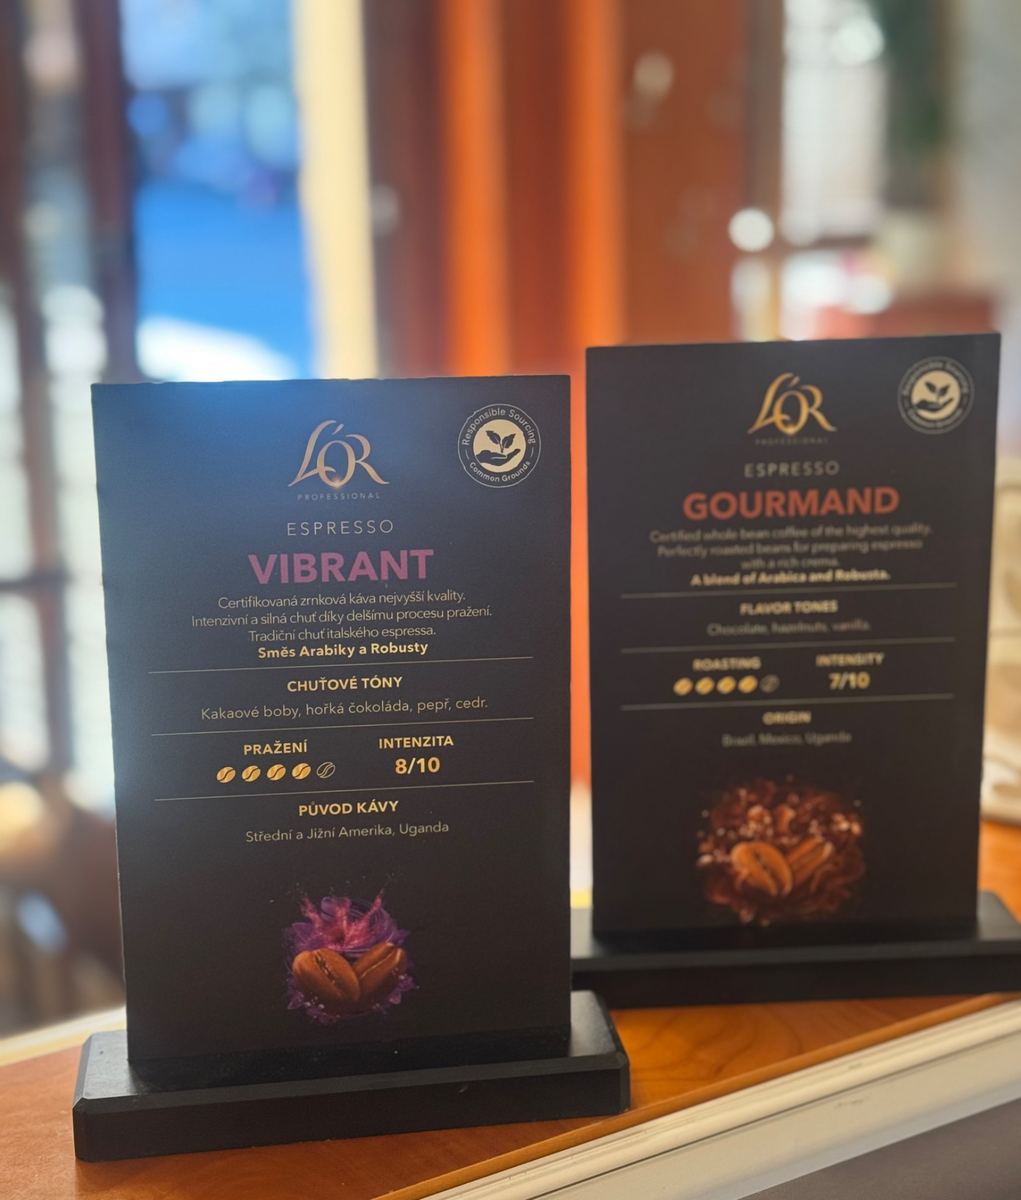 L'OR
PROFESSIONAL
Responsible Sourcing
Common Grounds
ESPRESSO
VIBRANT
Certifikovaná zrnková káva nejvyšší kvality.
Intenzivní a silná chuť díky delšímu procesu pražení.
Tradiční chuť italského espressa.
Směs Arabiky a Robusty
CHUŤOVÉ TÓNY
Kakaové boby, hořká čokoláda, pepř, cedr.
PRAŽENÍ
INTENZITA
8/10
PŮVOD KÁVY
Střední a Jižní Amerika, Uganda
L'OR
PROFESSIONAL
Responsible Sourcing
Common Grounds
ESPRESSO
GOURMAND
Certified whole bean coffee of the highest quality.
Perfectly roasted beans for preparing espresso
with a rich crema.
A blend of Arabica and Robusta.
FLAVOR TONES
Chocolate, hazelnuts, vanilla.
ROASTING
INTENSITY
7/10
ORIGIN
Brazil, Mexico, Uganda